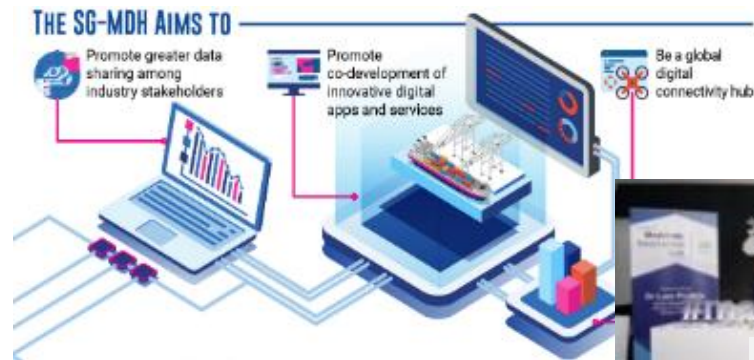 THE SG-MDH AIMS TO
Promote greater data
sharing among
industry stakeholders
Promote
co-development of
innovative digital
apps and services
Be a global
digital
connectivity hub